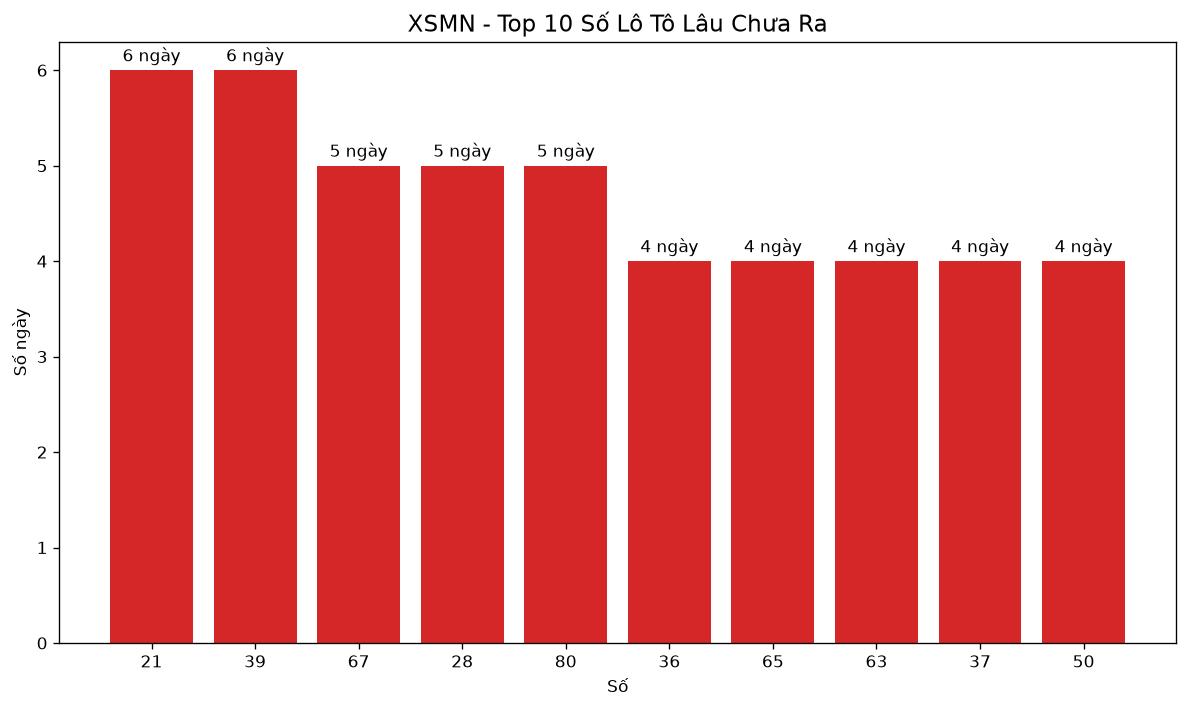 XSMN - Top 10 Số Lô Tô Lâu Chưa Ra
6 ngày 6 ngày
5 ngày 5 ngày 5 ngày
4 ngày 4 ngày 4 ngày 4 ngày 4 ngày
Số ngày
6
5
4
3
2
1
0
21 39 67 28 80 36 65 63 37 50
Số